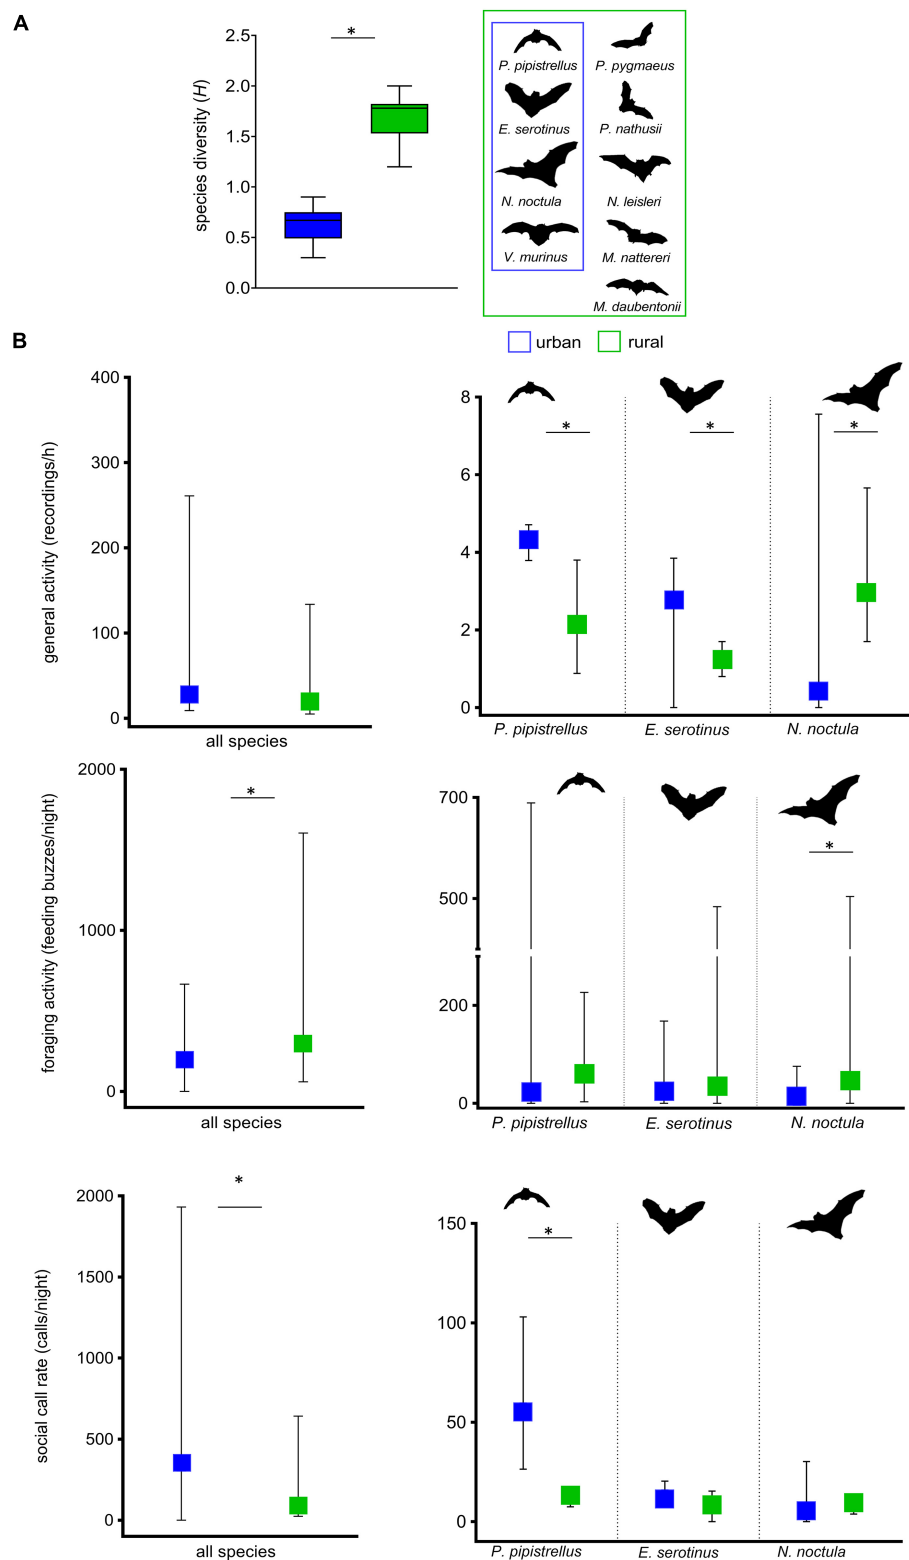 A
species diversity (H)
2.5
2.0
1.5
1.0
0.5
0.0
*
P. pipistrellus
P. pygmaeus
E. serotinus
P. nathusii
N. noctula
N. leisleri
V. murinus
M. nattereri
M. daubentonii
urban
rural
B
general activity (recordings/h)
400
300
200
100
0
all species
8
6
4
2
0
*
*
*
P. pipistrellus
E. serotinus
N. noctula
foraging activity (feeding buzzes/night)
2000
1000
0
*
all species
700
500
200
0
*
P. pipistrellus
E. serotinus
N. noctula
social call rate (calls/night)
2000
1500
1000
500
0
*
all species
150
100
50
0
*
P. pipistrellus
E. serotinus
N. noctula